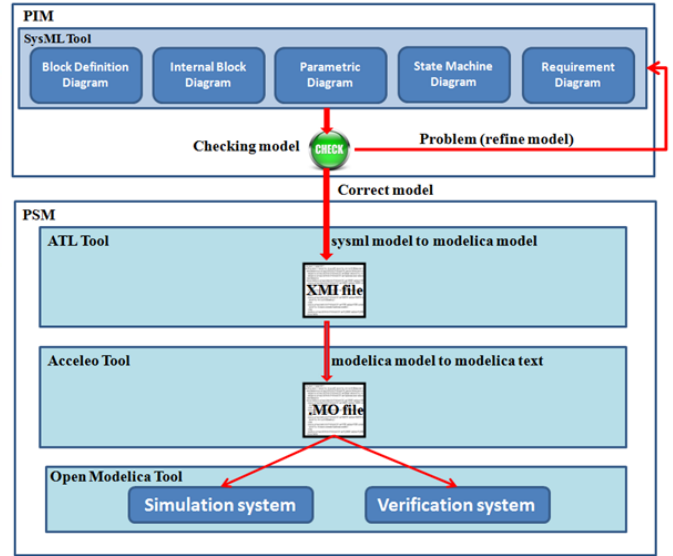 PIM
SysML Tool
Block Definition
Diagram
Internal Block
Diagram
Parametric
Diagram
State Machine
Diagram
Requirement
Diagram
Checking model
CHECK
Problem (refine model)
Correct model
PSM
ATL Tool
sysml model to modelica model
XMI file
Acceleo Tool
modelica model to modelica text
.MO file
Open Modelica Tool
Simulation system
Verification system